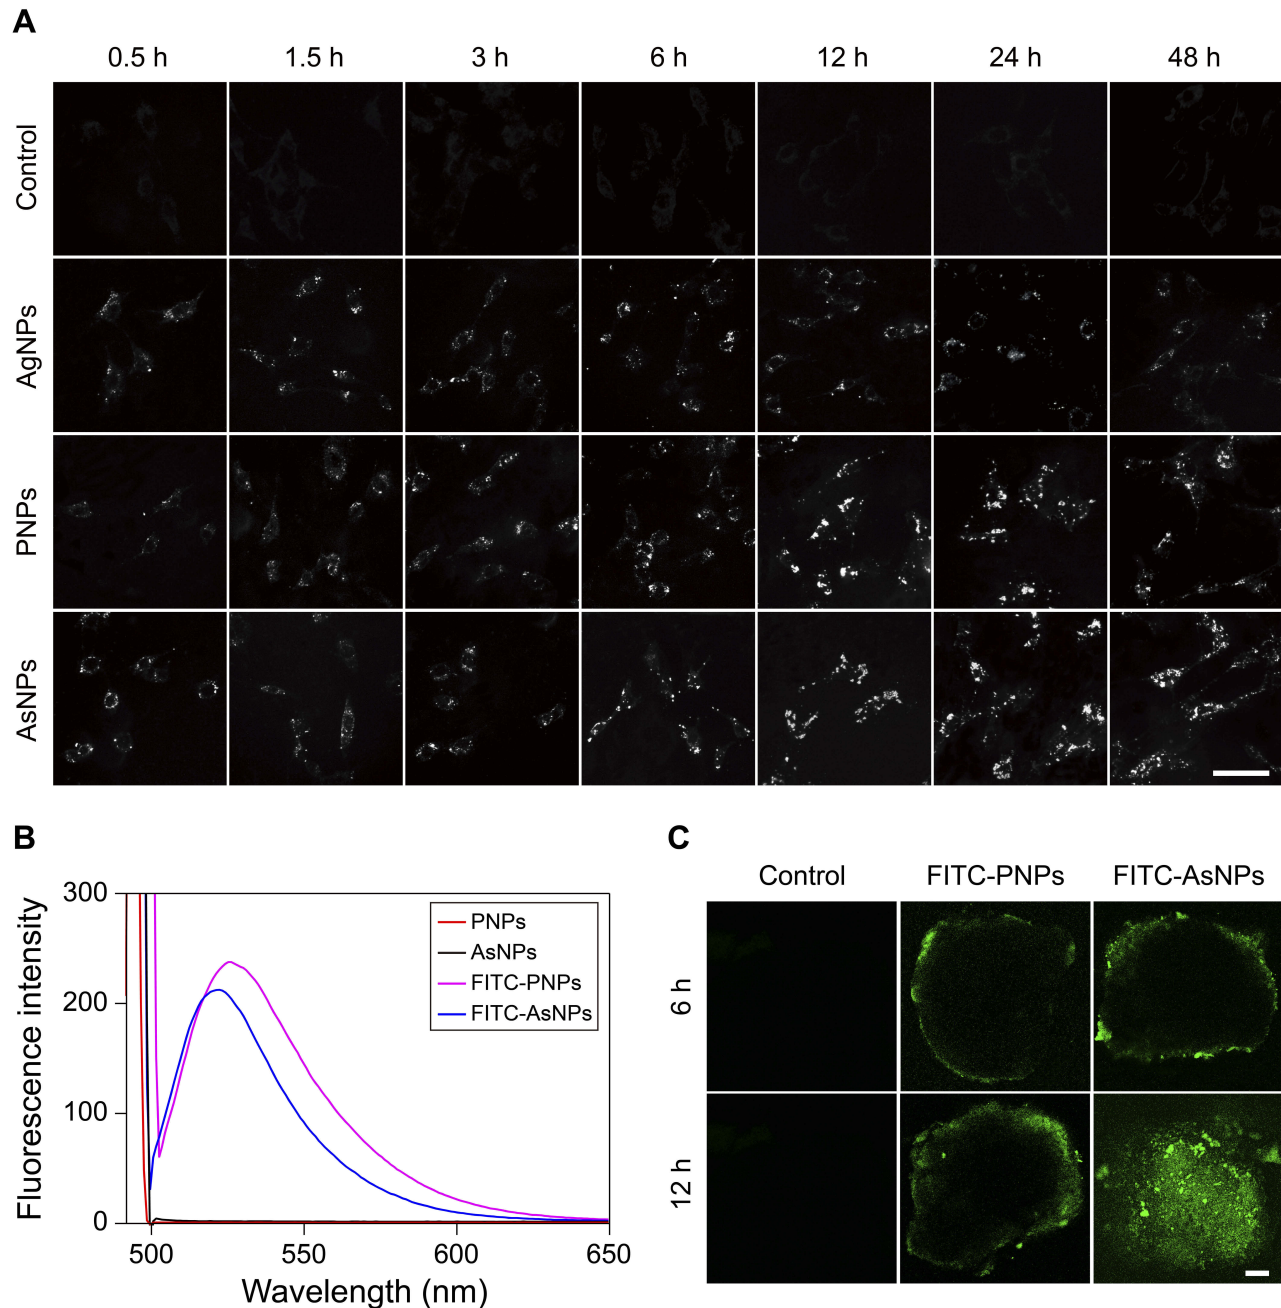 A
0.5 h 1.5 h 3 h 6 h 12 h 24 h 48 h
Control
AgNPs
PNPs
AsNPs
B
300
200
100
0
500 550 600 650
Fluorescence intensity
Wavelength (nm)
PNPs
AsNPs
FITC-PNPs
FITC-AsNPs
C
Control FITC-PNPs FITC-AsNPs
6 h
12 h